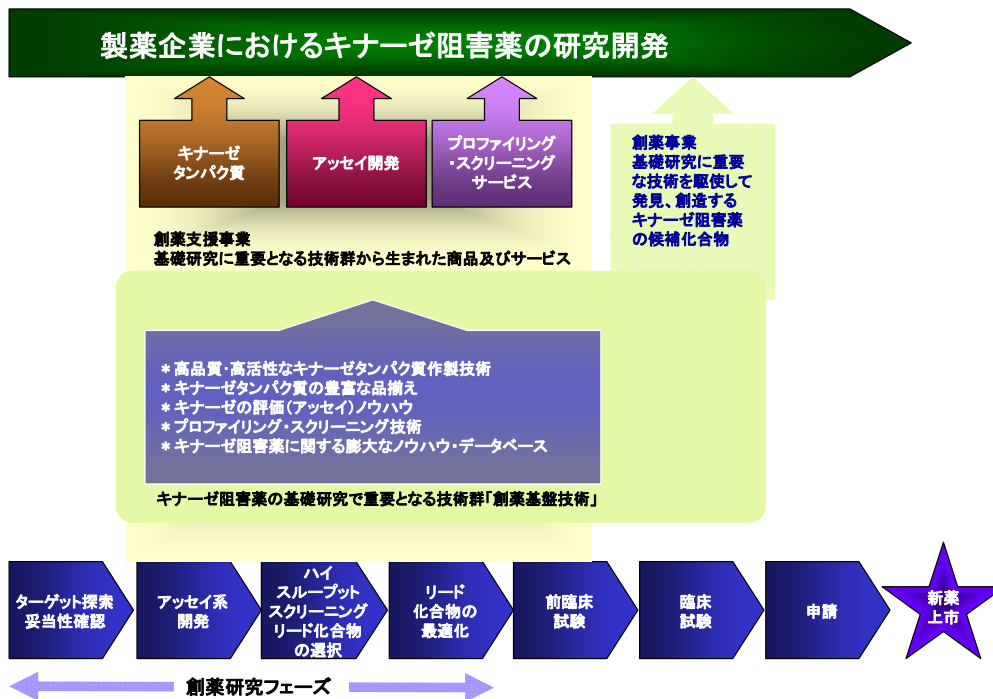 製薬企業におけるキナーゼ阻害薬の研究開発
キナーゼ
タンパク質
アッセイ開発
プロファイリング
・スクリーニング
サービス
創薬事業
基礎研究に重要
な技術を駆使して
発見、創造する
キナーゼ阻害薬
の候補化合物
創薬支援事業
基礎研究に重要となる技術群から生まれた商品及びサービス
＊高品質・高活性なキナーゼタンパク質作製技術
＊キナーゼタンパク質の豊富な品揃え
＊キナーゼの評価（アッセイ）ノウハウ
＊プロファイリング・スクリーニング技術
＊キナーゼ阻害薬に関する膨大なノウハウ・データベース
キナーゼ阻害薬の基礎研究で重要となる技術群「創薬基盤技術」
ターゲット探索
妥当性確認
アッセイ系
開発
ハイ
スループット
スクリーニング
リード化合物
の選択
リード
化合物の
最適化
前臨床
試験
臨床
試験
申請
新薬
上市
創薬研究フェーズ